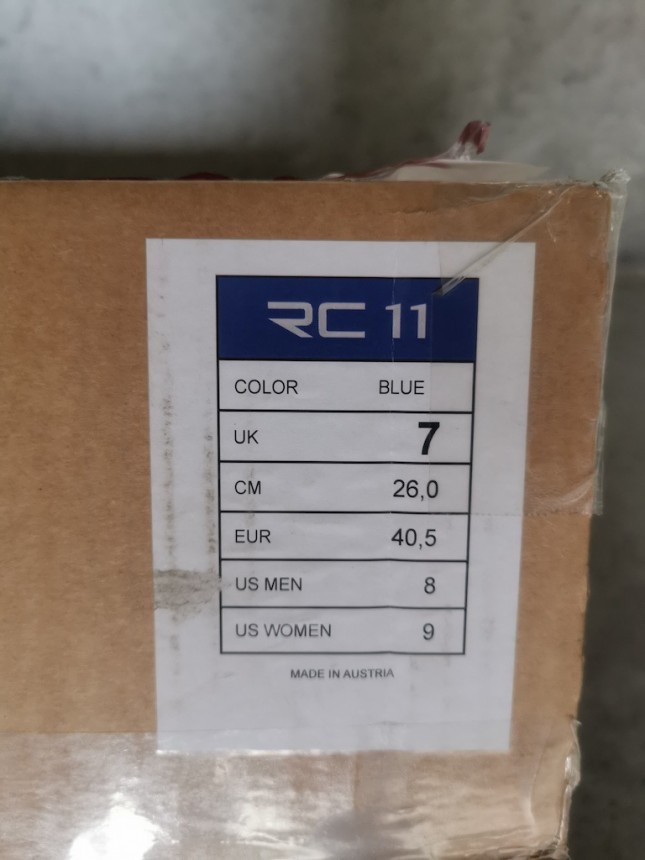 RC 11
COLOR BLUE
UK 7
CM 26,0
EUR 40,5
US MEN 8
US WOMEN 9
MADE IN AUSTRIA